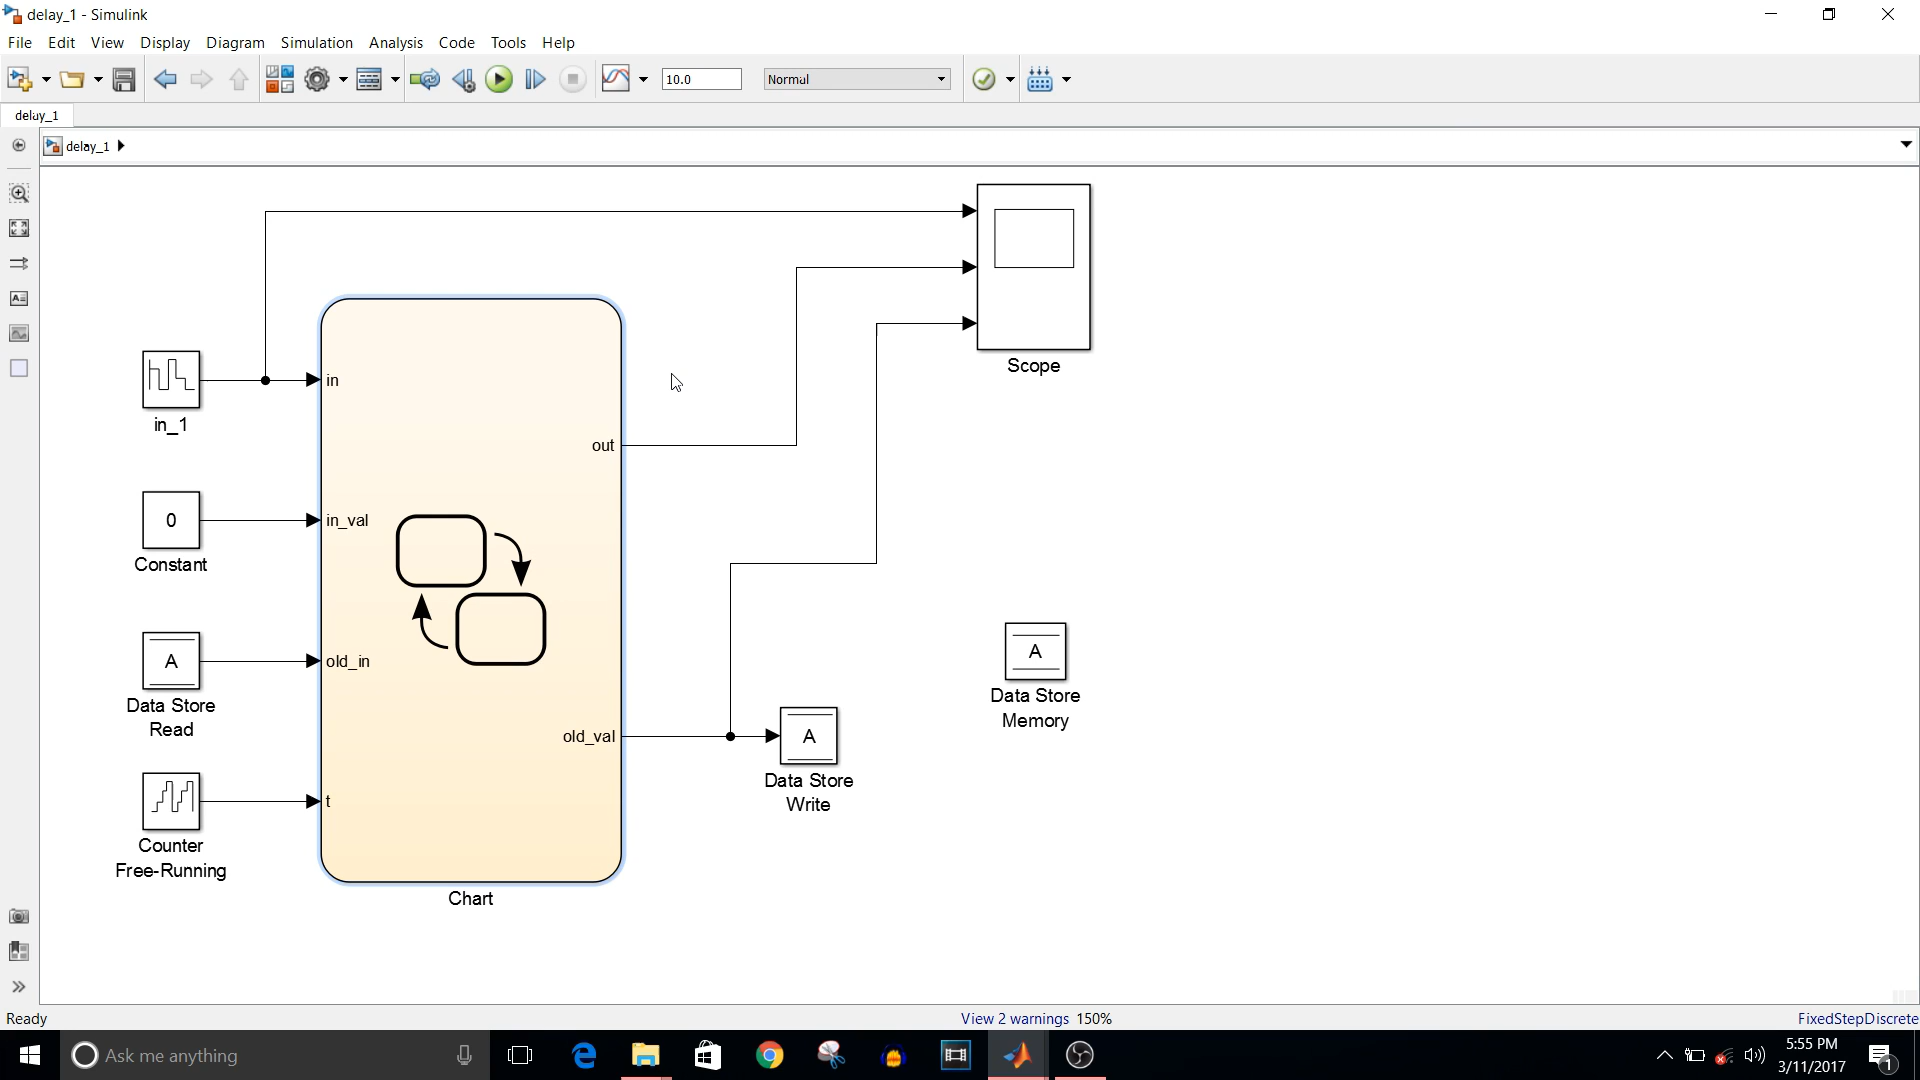 delay_1 - Simulink
File Edit View Display Diagram Simulation Analysis Code Tools Help
10.0
Normal
delay_1
delay_1
in
in_1
out
Scope
0
in_val
Constant
A
old_in
Data Store
Read
A
Data Store
Memory
old_val
A
Data Store
Write
t
Counter
Free-Running
Chart
Ready
View 2 warnings 150%
FixedStepDiscrete
Ask me anything
5:55 PM
3/11/2017
1